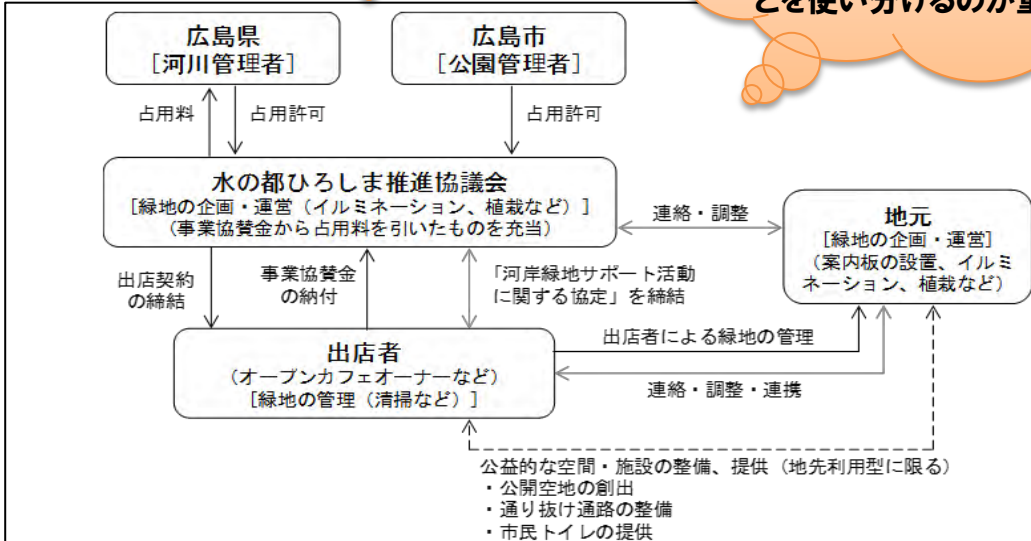 とを使い分けるのが重
広島県
[河川管理者]
広島市
[公園管理者]
占用料
占用許可
占用許可
水の都ひろしま推進協議会
[緑地の企画・運営（イルミネーション、植栽など）]
（事業協賛金から占用料を引いたものを充当）
連絡・調整
地元
[緑地の企画・運営]
（案内板の設置、イルミ
ネーション、植栽など）
出店契約
の締結
事業協賛金
の納付
「河岸緑地サポート活動
に関する協定」を締結
出店者
（オープンカフェオーナーなど）
[緑地の管理（清掃など）]
出店者による緑地の管理
連絡・調整・連携
公益的な空間・施設の整備、提供（地先利用型に限る）
・公開空地の創出
・通り抜け通路の整備
・市民トイレの提供